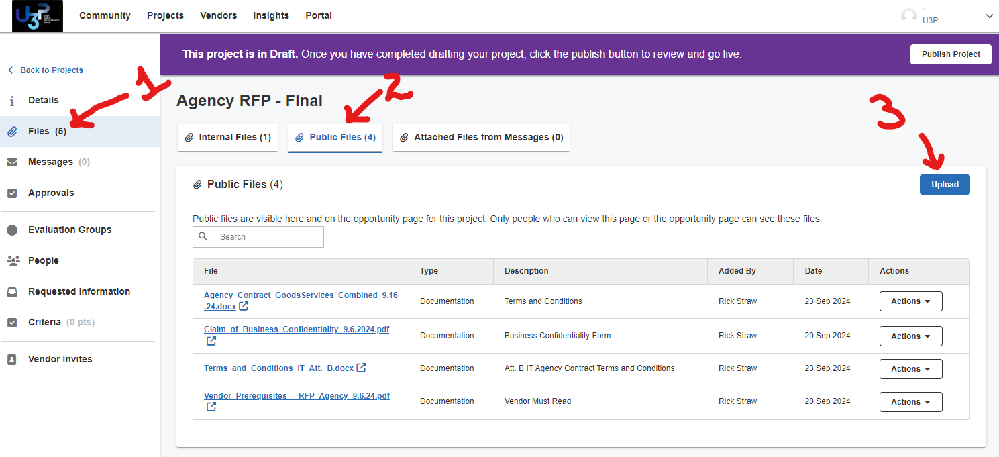 U3P UTAH PUBLIC PROCUREMENT PLACE
Community Projects Vendors Insights Portal
U3P
This project is in Draft. Once you have completed drafting your project, click the publish button to review and go live.
Publish Project
Back to Projects
1
2
3
Details
Files (5)
Messages (0)
Approvals
Evaluation Groups
People
Requested Information
Criteria (0 pts)
Vendor Invites
Agency RFP - Final
Internal Files (1) Public Files (4) Attached Files from Messages (0)
Public Files (4)
Upload
Public files are visible here and on the opportunity page for this project. Only people who can view this page or the opportunity page can see these files.
Search
File Type Description Added By Date Actions
Agency_Contract_GoodsServices_Combined_9.16
.24.docx Documentation Terms and Conditions Rick Straw 23 Sep 2024 Actions
Claim_of_Business_Confidentiality_9.6.2024.pdf Documentation Business Confidentiality Form Rick Straw 20 Sep 2024 Actions
Terms_and_Conditions_IT_Att._B.docx Documentation Att. B IT Agency Contract Terms and Conditions Rick Straw 23 Sep 2024 Actions
Vendor_Prerequisites_-_RFP_Agency_9.6.24.pdf Documentation Vendor Must Read Rick Straw 20 Sep 2024 Actions